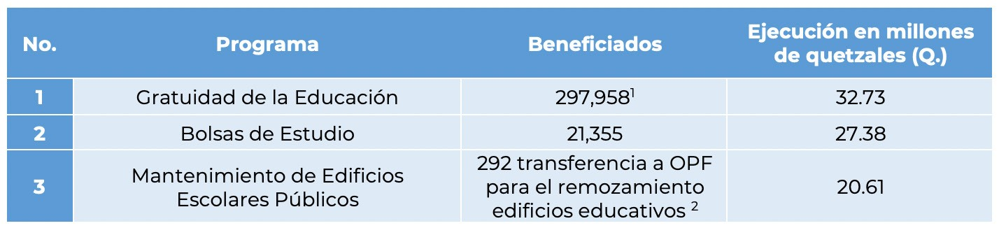 No. Programa Beneficiados Ejecución en millones
de quetzales (Q.)
1 Gratuidad de la Educación 297,958¹ 32.73
2 Bolsas de Estudio 21,355 27.38
3 Mantenimiento de Edificios
Escolares Públicos
292 transferencia a OPF
para el remozamiento
edificios educativos ²
20.61